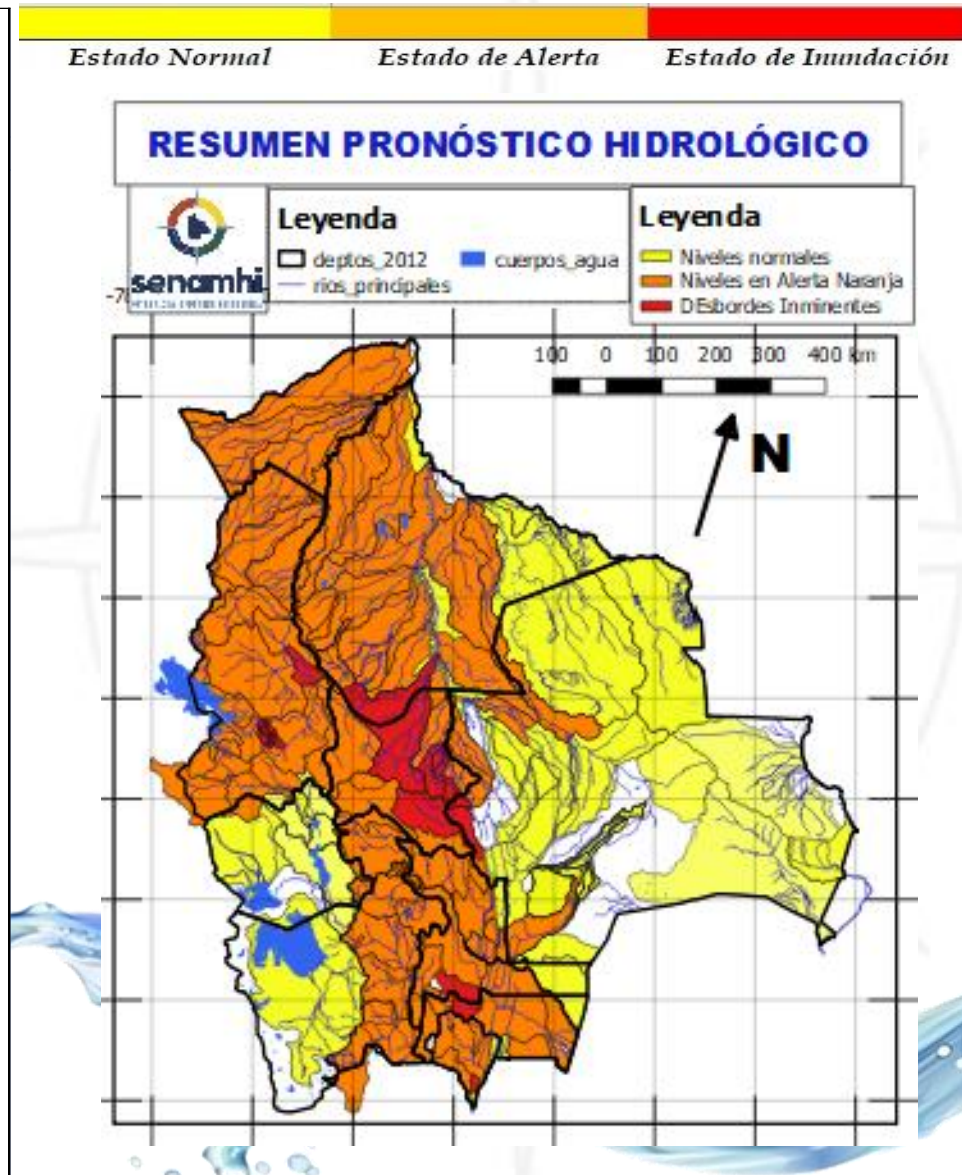 Estado Normal Estado de Alerta Estado de Inundación
RESUMEN PRONÓSTICO HIDROLÓGICO
senamhi
Leyenda
deptos_2012 cuerpos_agua
rios_principales
Leyenda
Niveles normales
Niveles en Alerta Naranja
DEsbordes Inminentes
100 0 100 200 300 400 km
N